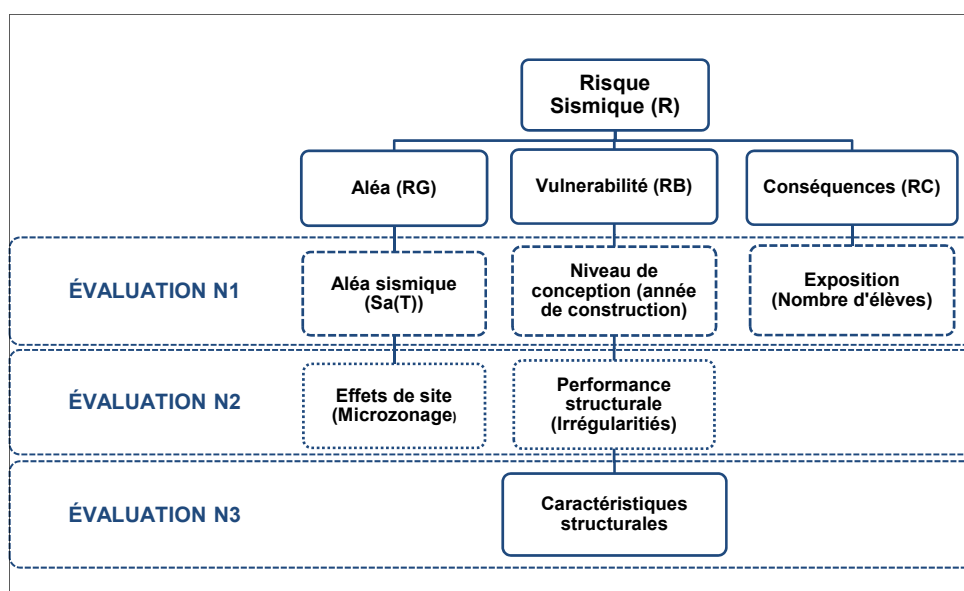 Risque
Sismique (R)
Aléa (RG)
Vulnerabilité (RB)
Conséquences (RC)
ÉVALUATION N1
Aléa sismique
(Sa(T))
Niveau de
conception (année
de construction)
Exposition
(Nombre d'élèves)
ÉVALUATION N2
Effets de site
(Microzonage)
Performance
structurale
(Irrégularitiés)
ÉVALUATION N3
Caractéristiques
structurales